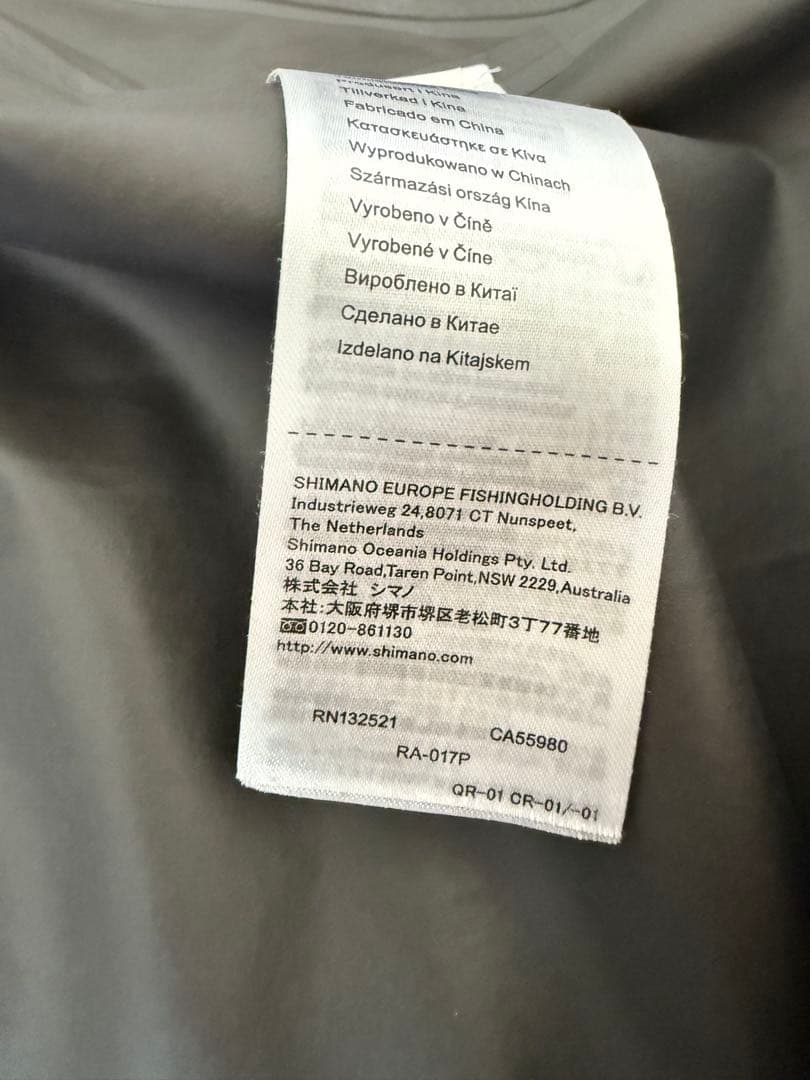 Produsert i Kina
Tillverkad i Kina
Fabricado em China
Κατασκευάστηκε σε Κίνα
Wyprodukowano w Chinach
Származási ország Kína
Vyrobeno v Číně
Vyrobené v Číne
Вироблено в Китаї
Сделано в Китае
Izdelano na Kitajskem
SHIMANO EUROPE FISHINGHOLDING B.V.
Industrieweg 24,8071 CT Nunspeet,
The Netherlands
Shimano Oceania Holdings Pty. Ltd.
36 Bay Road,Taren Point,NSW 2229,Australia
株式会社 シマノ
本社:大阪府堺市堺区老松町3丁77番地
0120-861130
http://www.shimano.com
RN132521 CA55980
RA-017P
QR-01 CR-01/-01